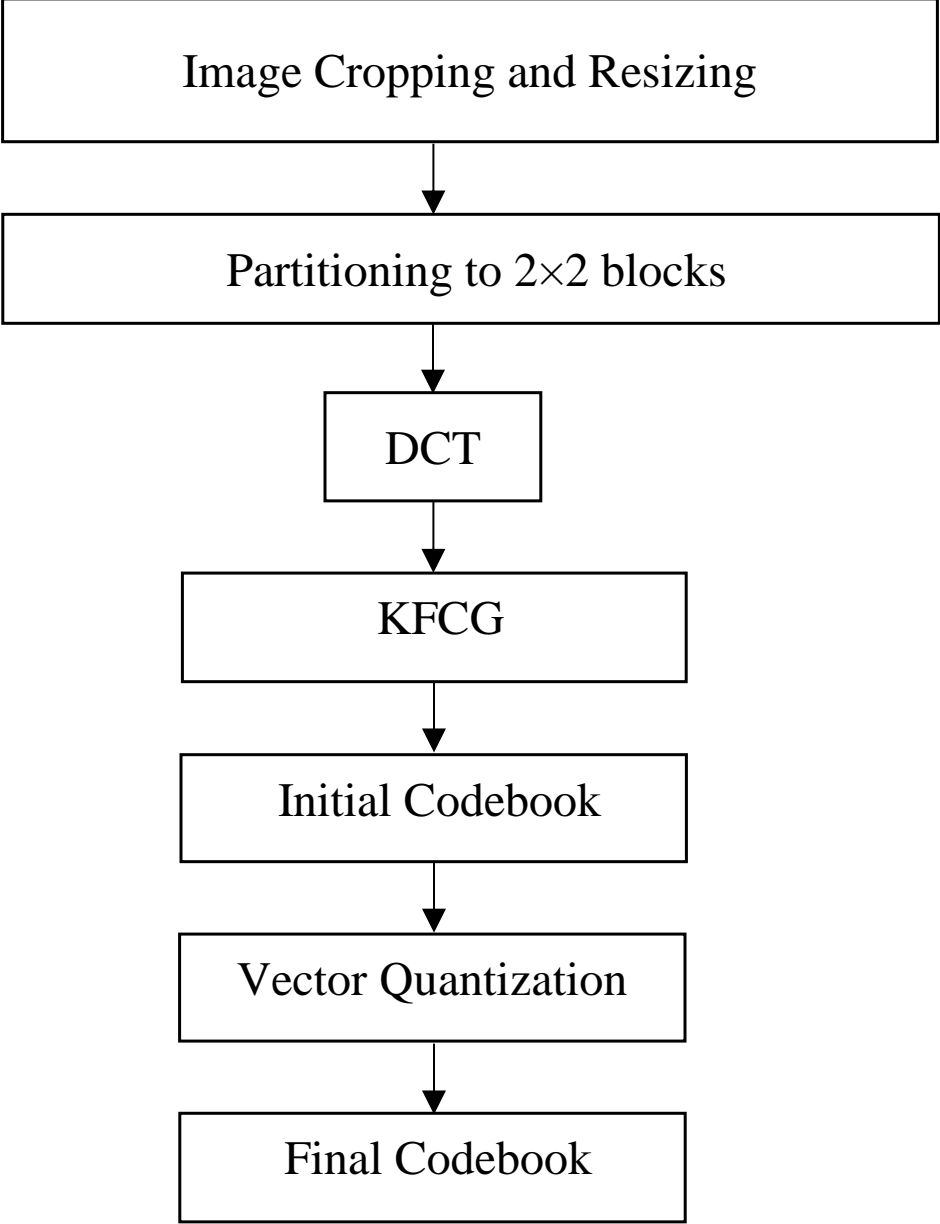 Image Cropping and Resizing
Partitioning to 2×2 blocks
DCT
KFCG
Initial Codebook
Vector Quantization
Final Codebook